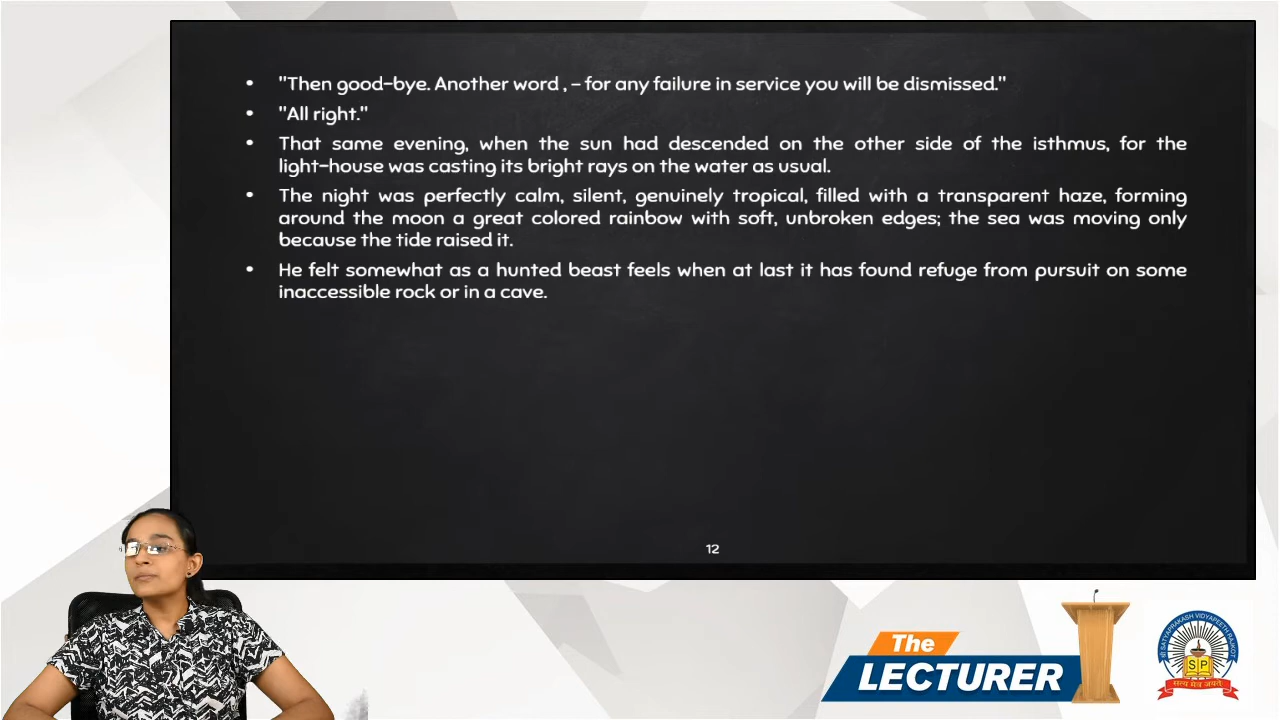 • "Then good-bye. Another word , – for any failure in service you will be dismissed."
• "All right."
• That same evening, when the sun had descended on the other side of the isthmus, for the
light-house was casting its bright rays on the water as usual.
• The night was perfectly calm, silent, genuinely tropical, filled with a transparent haze, forming
around the moon a great colored rainbow with soft, unbroken edges; the sea was moving only
because the tide raised it.
• He felt somewhat as a hunted beast feels when at last it has found refuge from pursuit on some
inaccessible rock or in a cave.
12
The
LECTURER
SATYAPRAKASH VIDYAPEETH RAJKOT
S P
सत्य मेव जयते